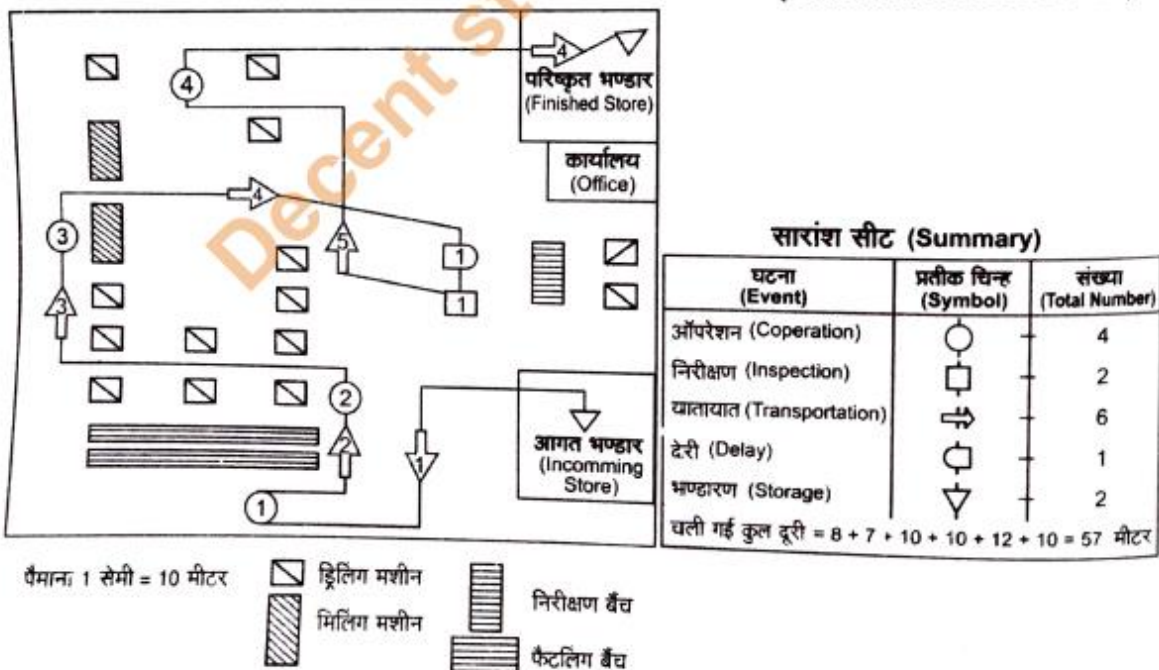 Decent s
4
4
परिष्कृत भण्डार
(Finished Store)
कार्यालय
(Office)
4
3
5
1
1
3
2
2
1
1
आगत भण्डार
(Incomming
Store)
सारांश सीट (Summary)
घटना
(Event)
प्रतीक चिन्ह
(Symbol)
संख्या
(Total Number)
ऑपरेशन (Coperation) 4
निरीक्षण (Inspection) 2
यातायात (Transportation) 6
देरी (Delay) 1
भण्डारण (Storage) 2
चली गई कुल दूरी = 8 + 7 + 10 + 10 + 12 + 10 = 57 मीटर
पैमाना 1 सेमी = 10 मीटर
ड्रिलिंग मशीन
मिलिंग मशीन
निरीक्षण बैंच
फैटलिग बैंच